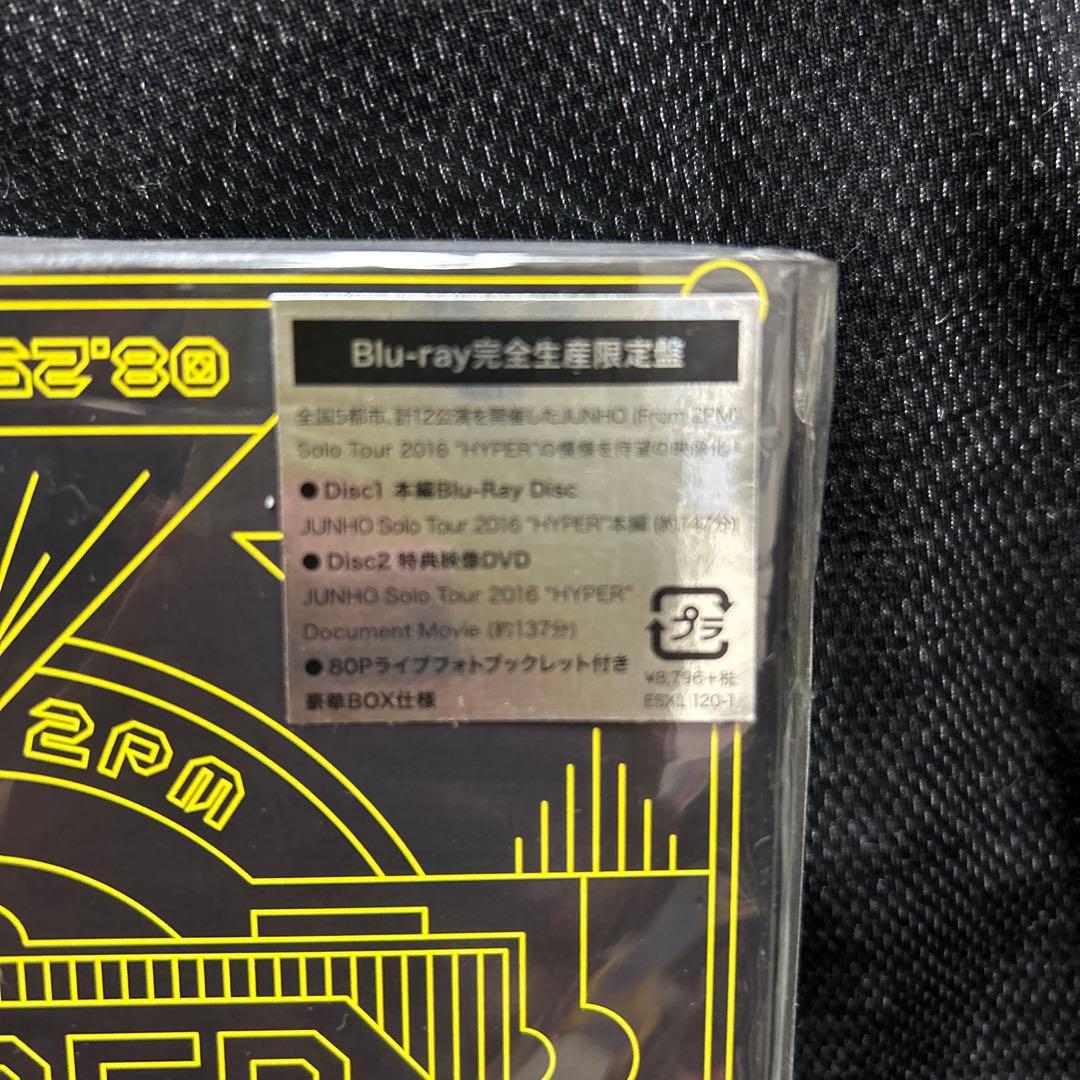 Blu-ray完全生産限定盤
全国5都市、計12公演を開催したJUNHO (From 2PM)
Solo Tour 2016 "HYPER"の模様を待望の映像化!
●Disc1 本編Blu-Ray Disc
JUNHO Solo Tour 2016 "HYPER"本編 (約147分)
●Disc2 特典映像DVD
JUNHO Solo Tour 2016 "HYPER"
Document Movie (約137分)
●80Pライブフォトブックレット付き
豪華BOX仕様
プラ
¥8,796+税
ESXL 120-1
2PM